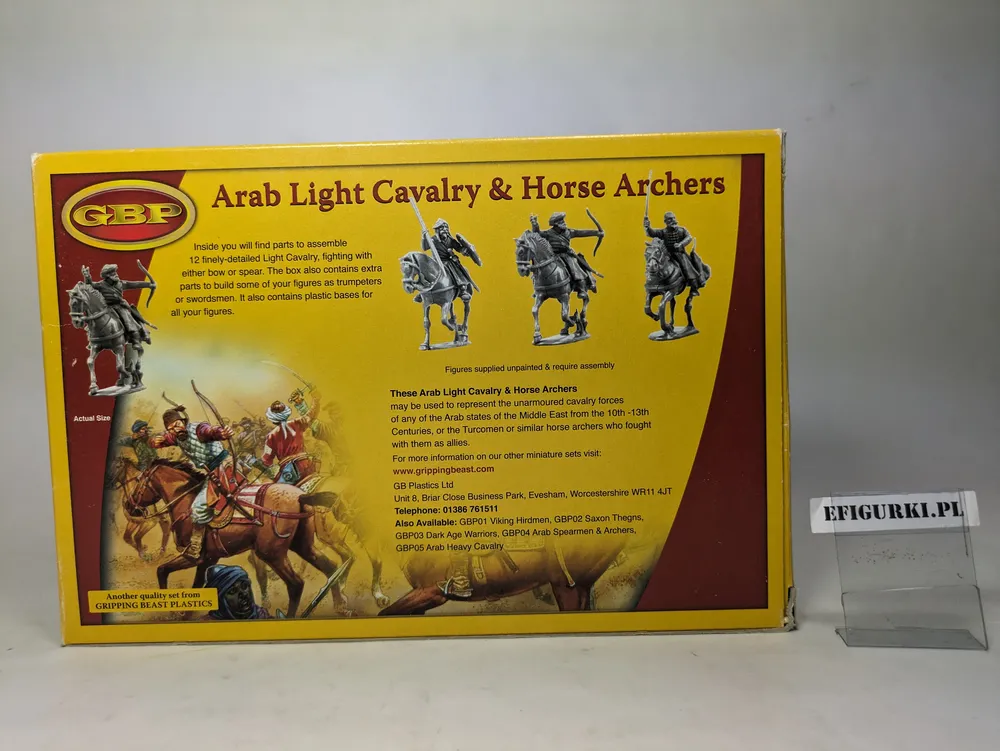 GBP
Arab Light Cavalry & Horse Archers
Inside you will find parts to assemble
12 finely-detailed Light Cavalry, fighting with
either bow or spear. The box also contains extra
parts to build some of your figures as trumpeters
or swordsmen. It also contains plastic bases for
all your figures.
Actual Size
Figures supplied unpainted & require assembly
These Arab Light Cavalry & Horse Archers
may be used to represent the unarmoured cavalry forces
of any of the Arab states of the Middle East from the 10th -13th
Centuries, or the Turcomen or similar horse archers who fought
with them as allies.
For more information on our other miniature sets visit:
www.grippingbeast.com
GB Plastics Ltd
Unit 8, Briar Close Business Park, Evesham, Worcestershire WR11 4JT
Telephone: 01386 761511
Also Available: GBP01 Viking Hirdmen, GBP02 Saxon Thegns,
GBP03 Dark Age Warriors, GBP04 Arab Spearmen & Archers,
GBP05 Arab Heavy Cavalry
Another quality set from
GRIPPING BEAST PLASTICS
EFIGURKI.PL